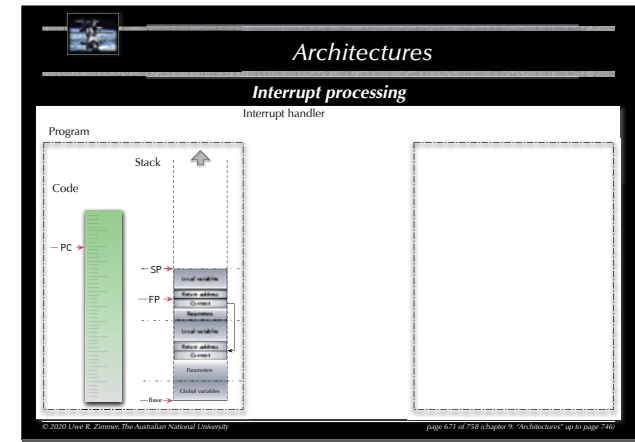 Architectures
Interrupt processing
Interrupt handler
Program
Stack
Code
PC
SP
Local variables
Return address
FP
Context
Parameters
Local variables
Return address
Context
Parameters
Global variables
Base
© 2020 Uwe R. Zimmer, The Australian National University
page 671 of 758 (chapter 9: “Architectures” up to page 746)